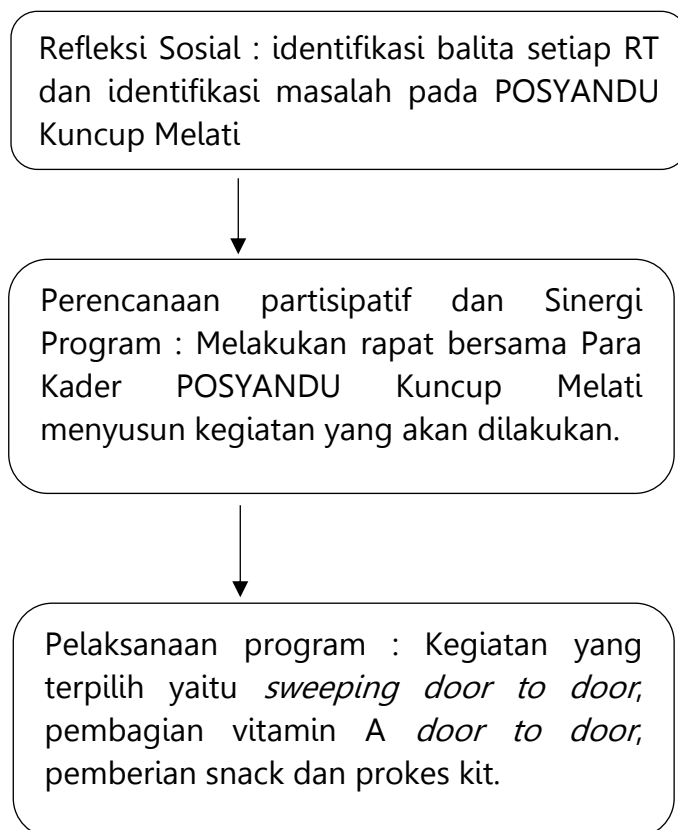 Refleksi Sosial : identifikasi balita setiap RT
dan identifikasi masalah pada POSYANDU
Kuncup Melati
Perencanaan partisipatif dan Sinergi
Program : Melakukan rapat bersama Para
Kader POSYANDU Kuncup Melati
menyusun kegiatan yang akan dilakukan.
Pelaksanaan program : Kegiatan yang
terpilih yaitu sweeping door to door,
pembagian vitamin A door to door,
pemberian snack dan prokes kit.